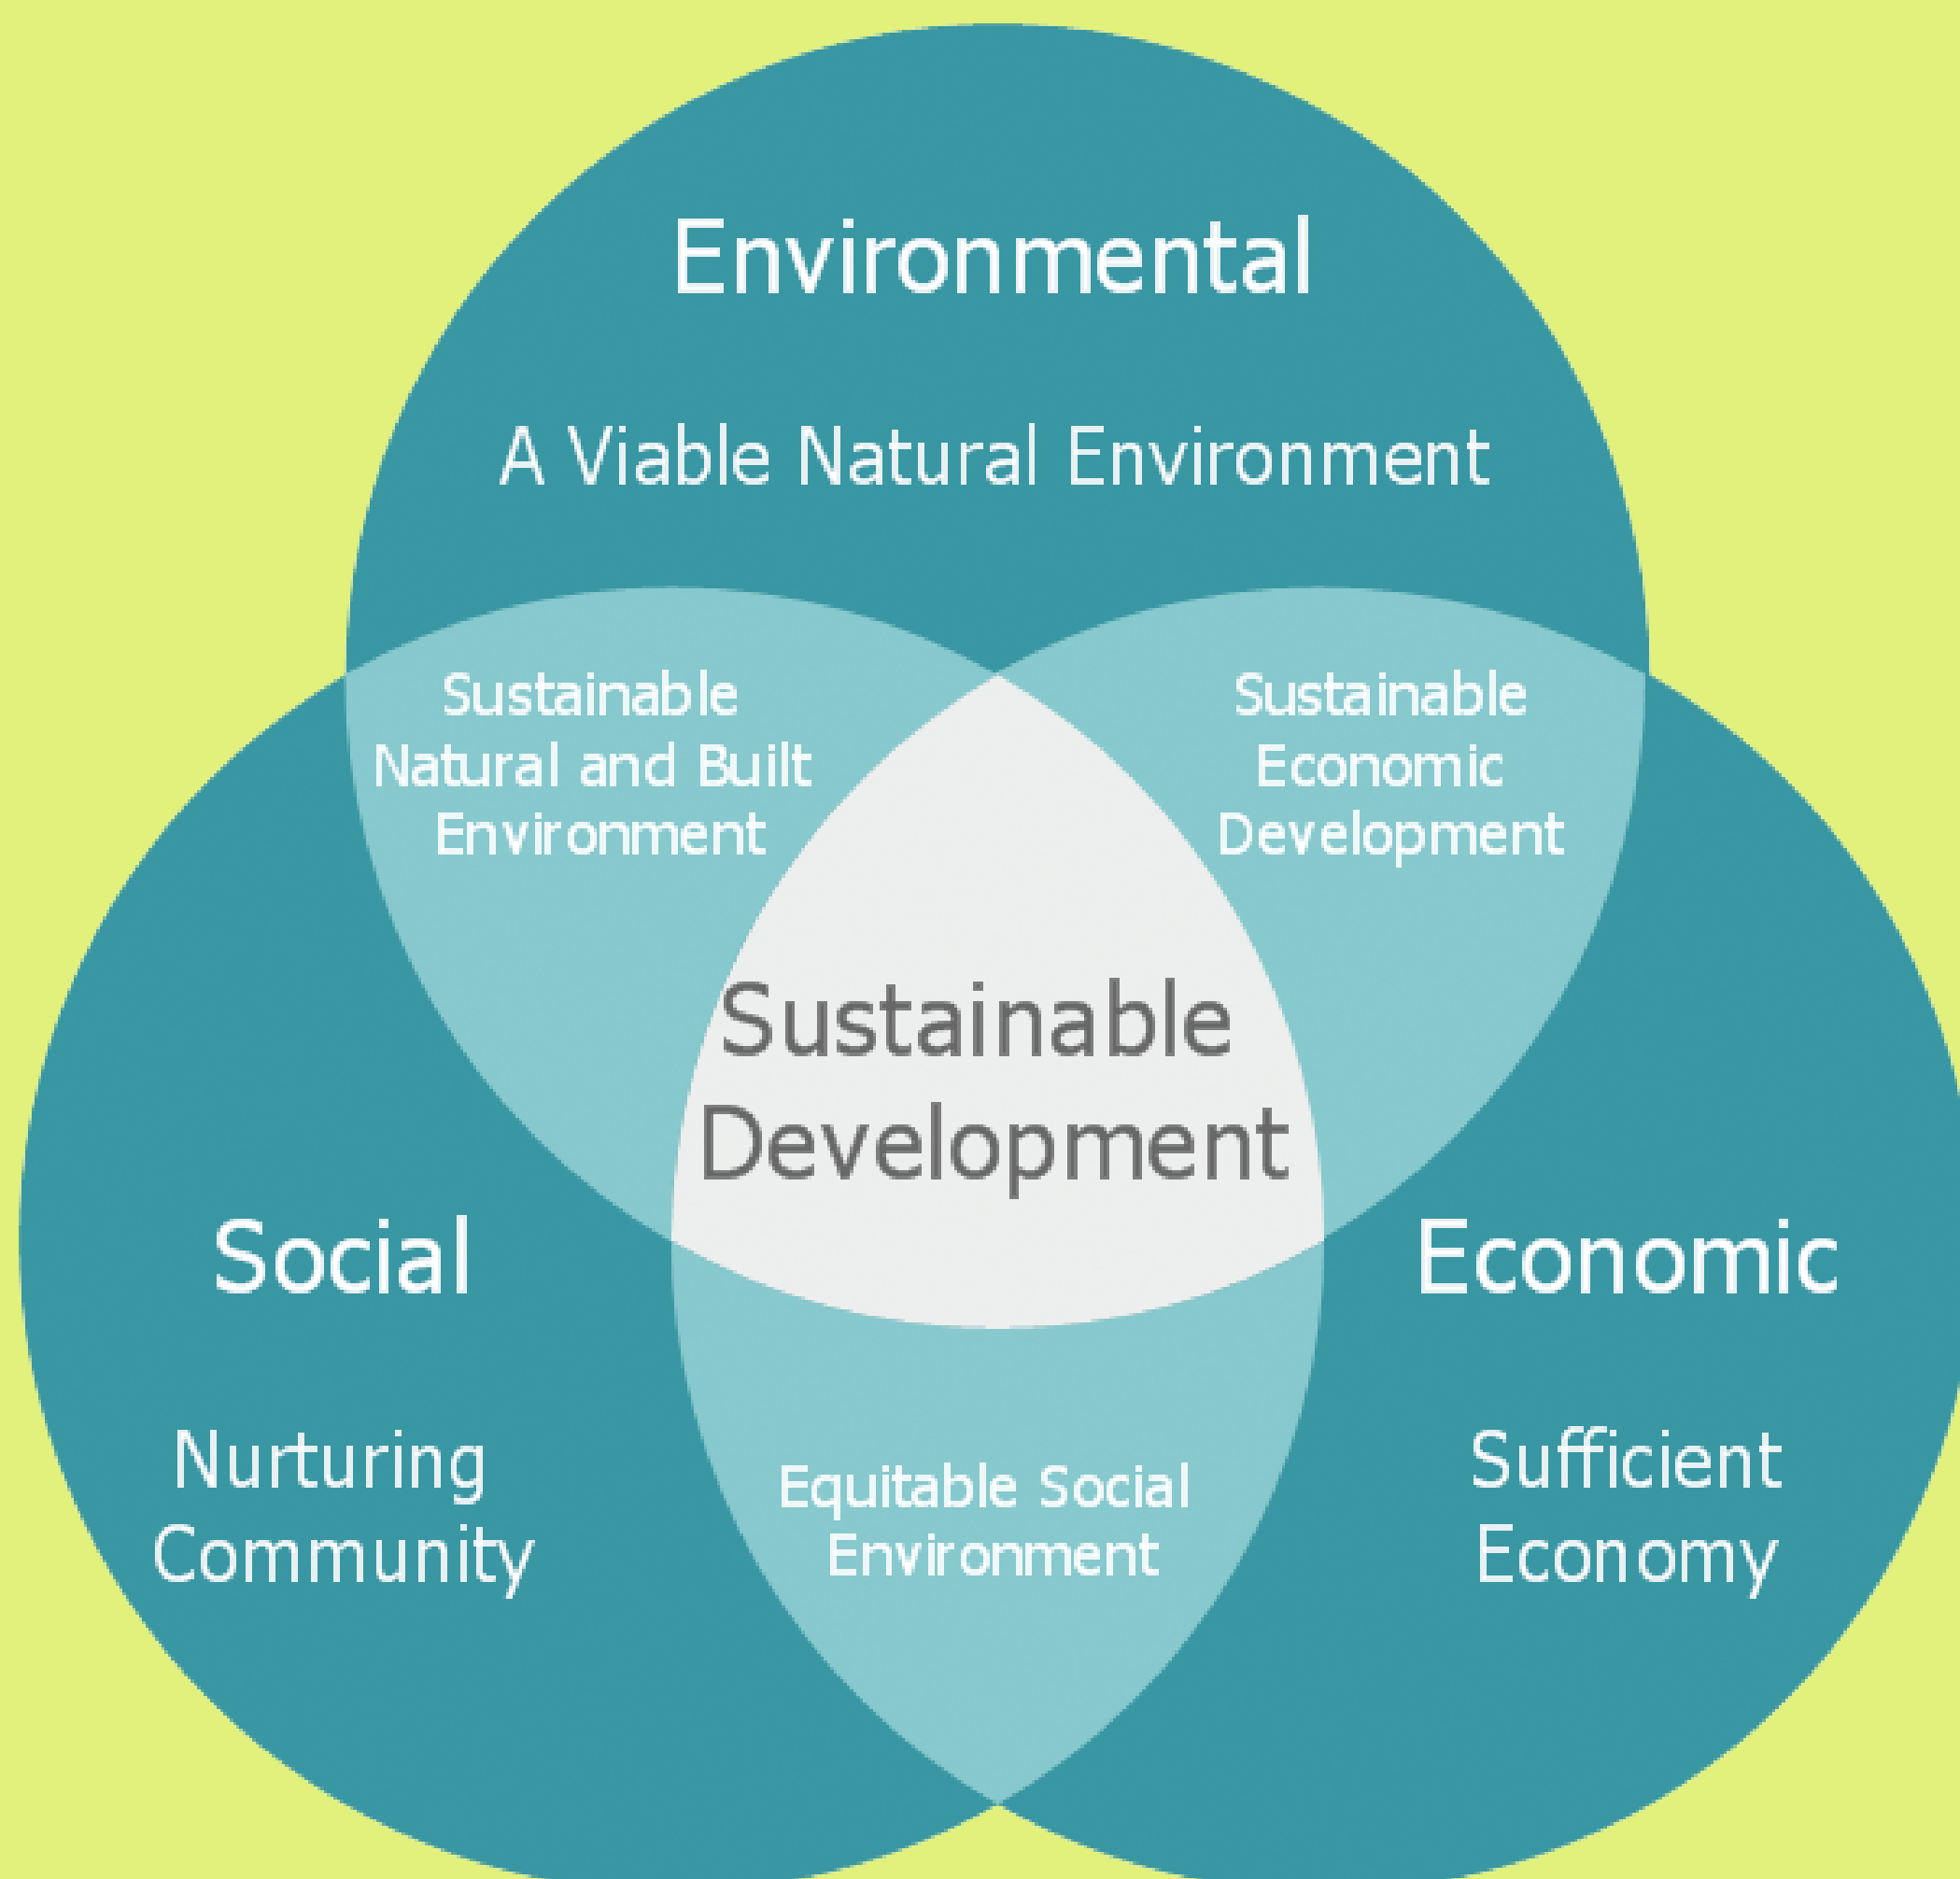 Environmental
A Viable Natural Environment
Sustainable
Natural and Built
Environment
Sustainable
Economic
Development
Sustainable
Development
Social
Nurturing
Community
Economic
Sufficient
Economy
Equitable Social
Environment